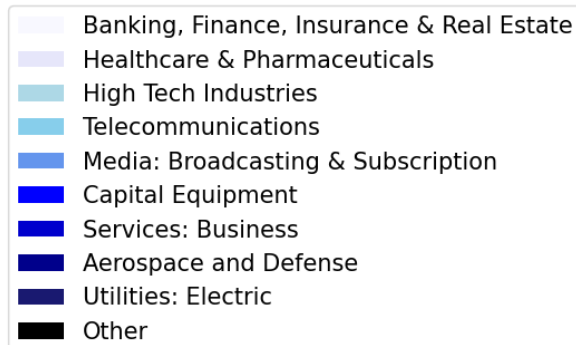 Banking, Finance, Insurance & Real Estate
Healthcare & Pharmaceuticals
High Tech Industries
Telecommunications
Media: Broadcasting & Subscription
Capital Equipment
Services: Business
Aerospace and Defense
Utilities: Electric
Other